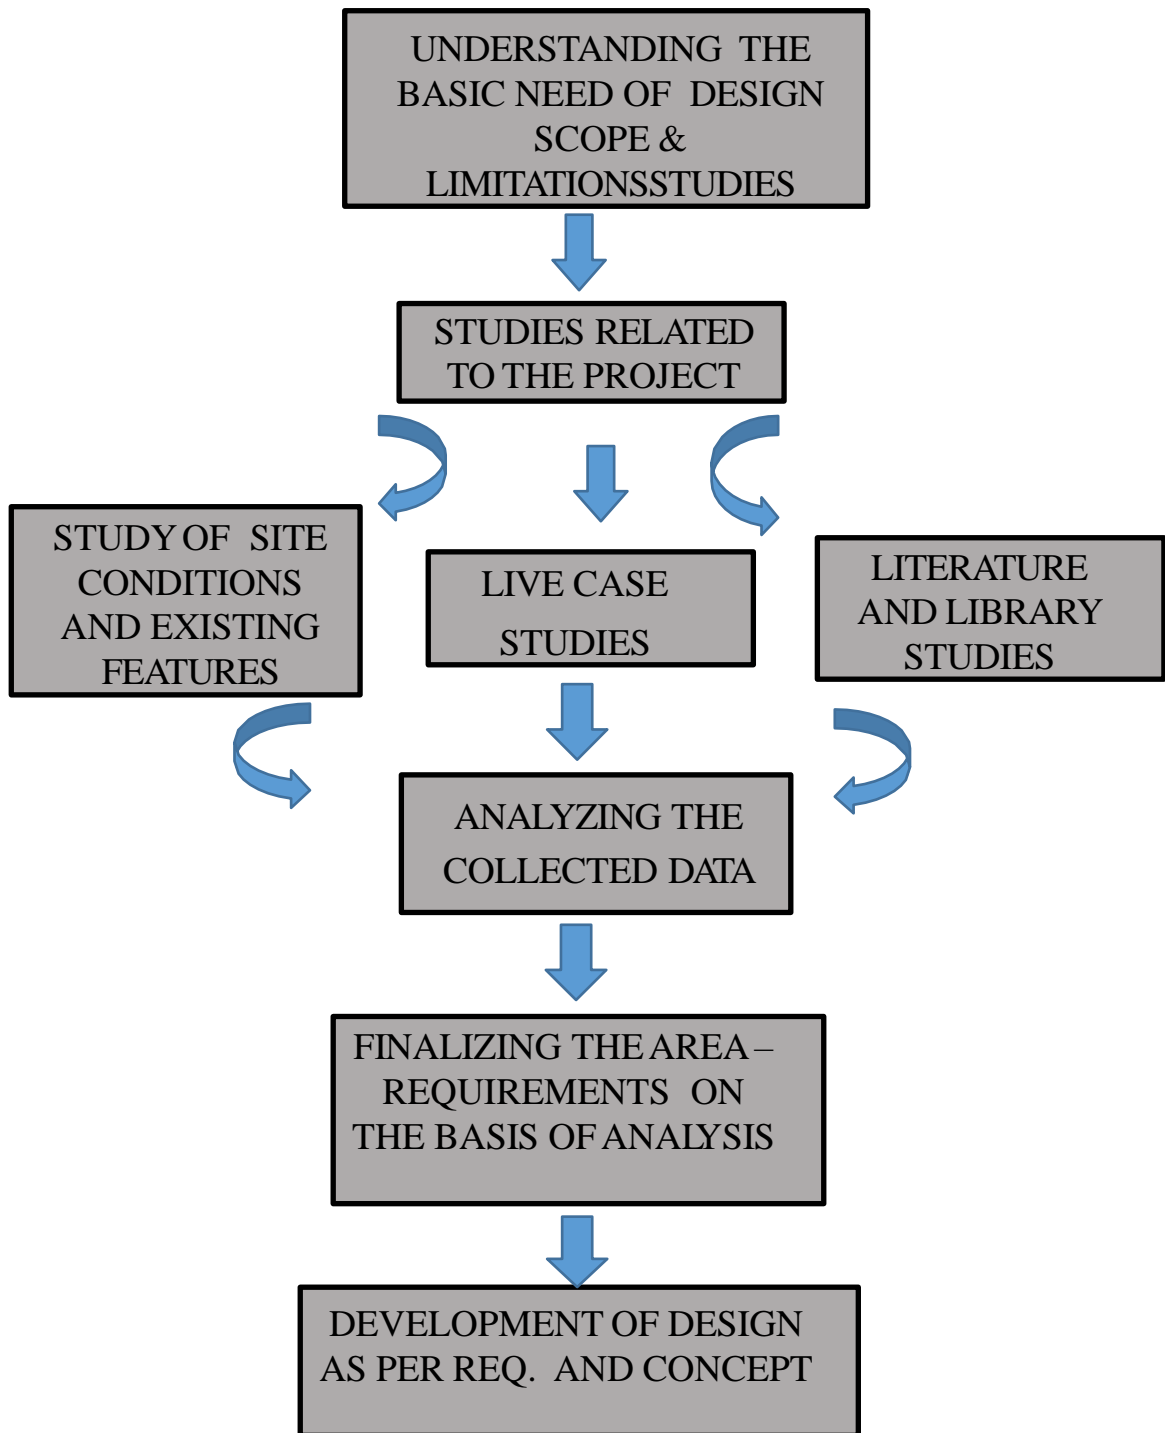 UNDERSTANDING THE
BASIC NEED OF DESIGN
SCOPE &
LIMITATIONSSTUDIES
STUDIES RELATED
TO THE PROJECT
STUDY OF SITE
CONDITIONS
AND EXISTING
FEATURES
LIVE CASE
STUDIES
LITERATURE
AND LIBRARY
STUDIES
ANALYZING THE
COLLECTED DATA
FINALIZING THE AREA –
REQUIREMENTS ON
THE BASIS OF ANALYSIS
DEVELOPMENT OF DESIGN
AS PER REQ. AND CONCEPT